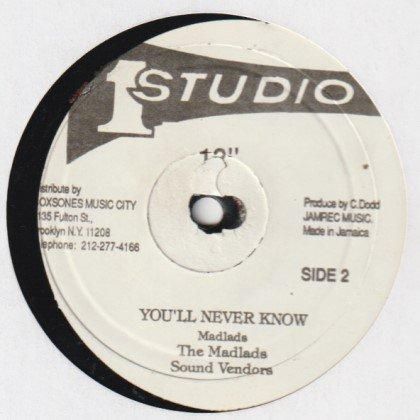 1 STUDIO
12"
istribute by
OXSONES MUSIC CITY
135 Fulton St.,
rooklyn N.Y. 11208
elephone: 212-277-4166
Produce by C.Dodd
JAMREC MUSIC.
Made in Jamaica
SIDE 2
YOU'LL NEVER KNOW
Madlads
The Madlads
Sound Vendors